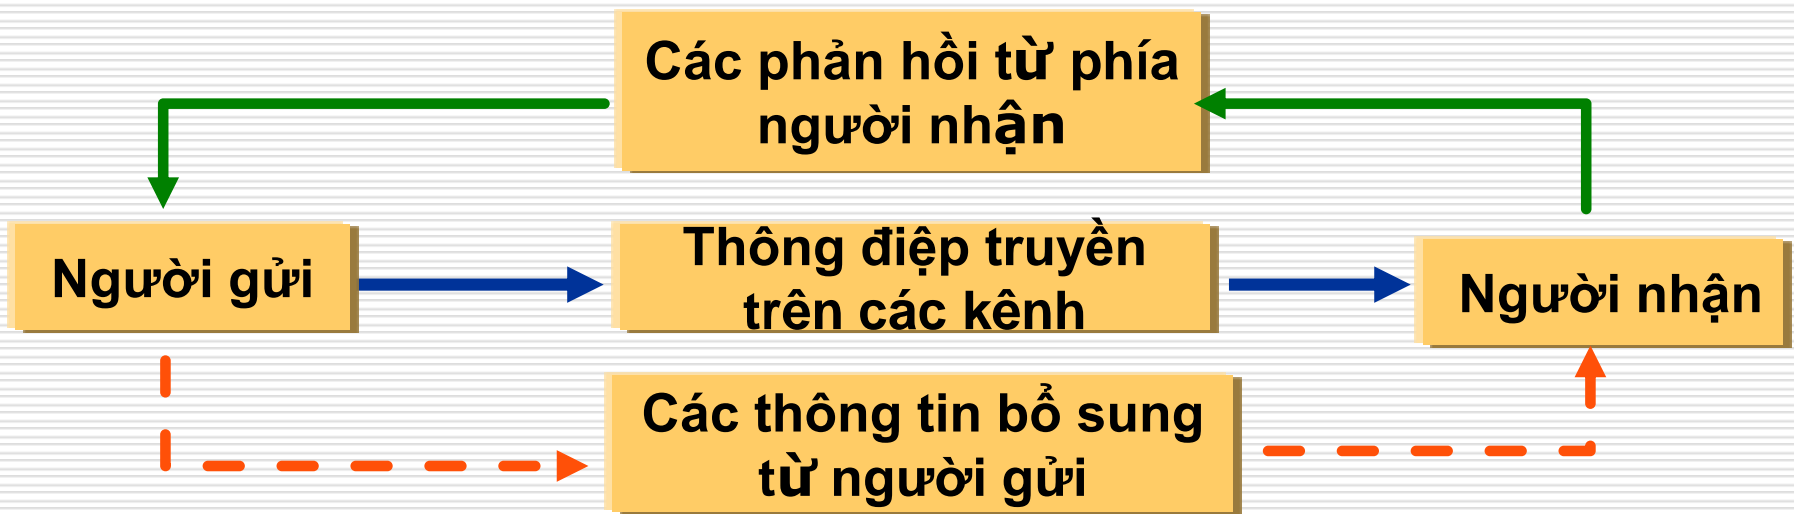 Các phản hồi từ phía
người nhận
Người gửi
Thông điệp truyền
trên các kênh
Người nhận
Các thông tin bổ sung
từ người gửi